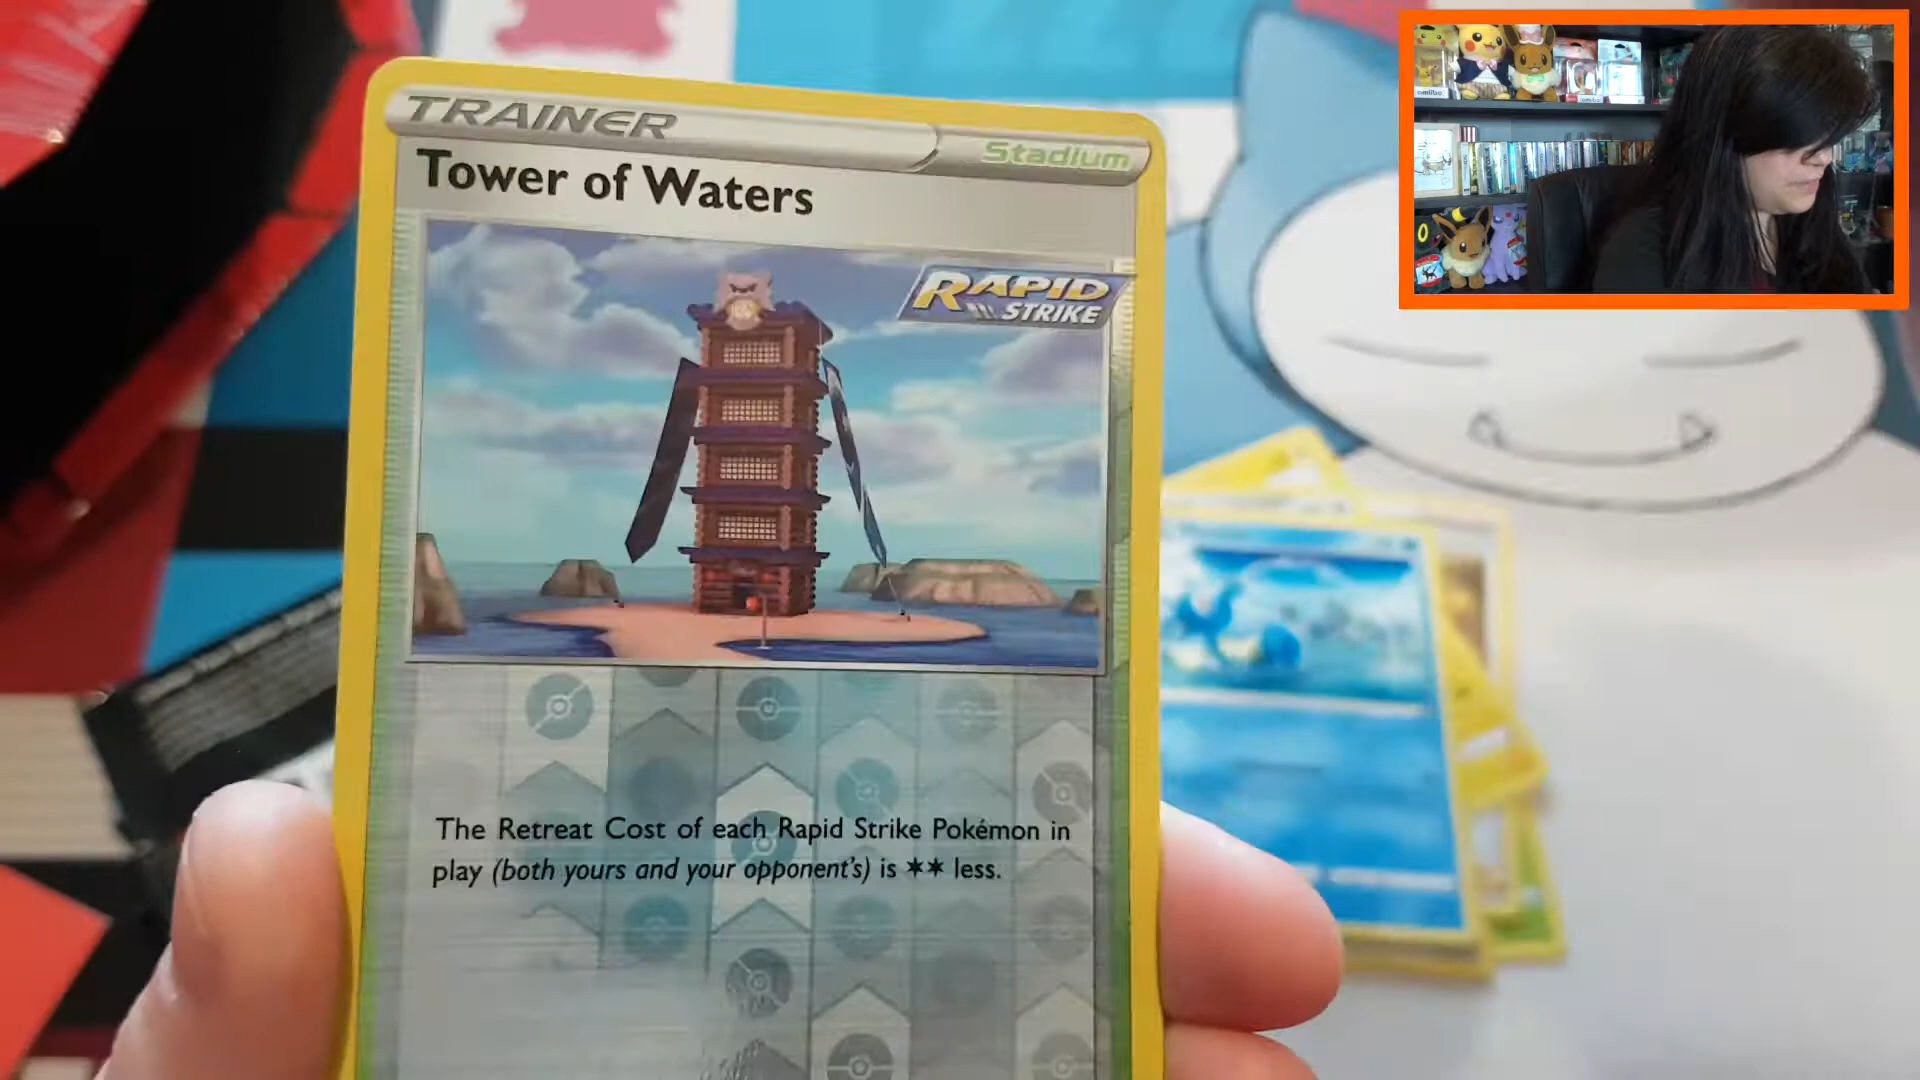 TRAINER
Stadium
Tower of Waters
RAPID
STRIKE
The Retreat Cost of each Rapid Strike Pokémon in
play (both yours and your opponent's) is ✶✶ less.
amiibo